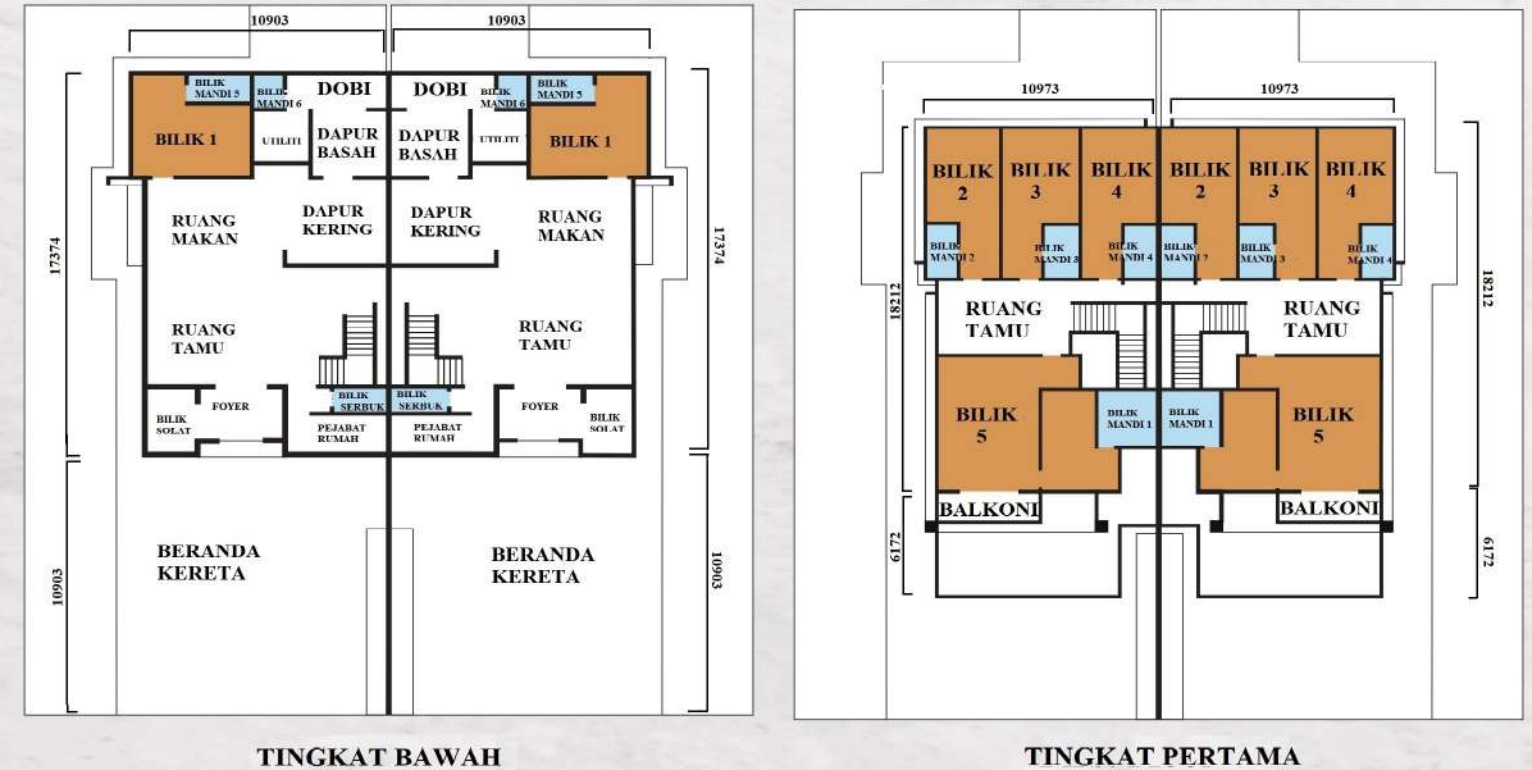 10903
10903
BILIK
MANDI 5
BILIK
MANDI 6
DOBI
DOBI
BILIK
MANDI 6
BILIK
MANDI 5
BILIK 1
UTILITI
DAPUR
BASAH
DAPUR
BASAH
UTILITI
BILIK 1
RUANG
MAKAN
DAPUR
KERING
DAPUR
KERING
RUANG
MAKAN
17374
17374
RUANG
TAMU
RUANG
TAMU
BILIK
SOLAT
FOYER
BILIK
SERBUK
BILIK
SERBUK
FOYER
BILIK
SOLAT
PEJABAT
RUMAH
PEJABAT
RUMAH
BERANDA
KERETA
BERANDA
KERETA
10903
10903
TINGKAT BAWAH
10973
10973
BILIK
2
BILIK
3
BILIK
4
BILIK
2
BILIK
3
BILIK
4
BILIK
MANDI 2
BILIK
MANDI 3
BILIK
MANDI 4
BILIK
MANDI 2
BILIK
MANDI 3
BILIK
MANDI 4
18212
18212
RUANG
TAMU
RUANG
TAMU
BILIK
5
BILIK
MANDI 1
BILIK
MANDI 1
BILIK
5
BALKONI
BALKONI
6172
6172
TINGKAT PERTAMA